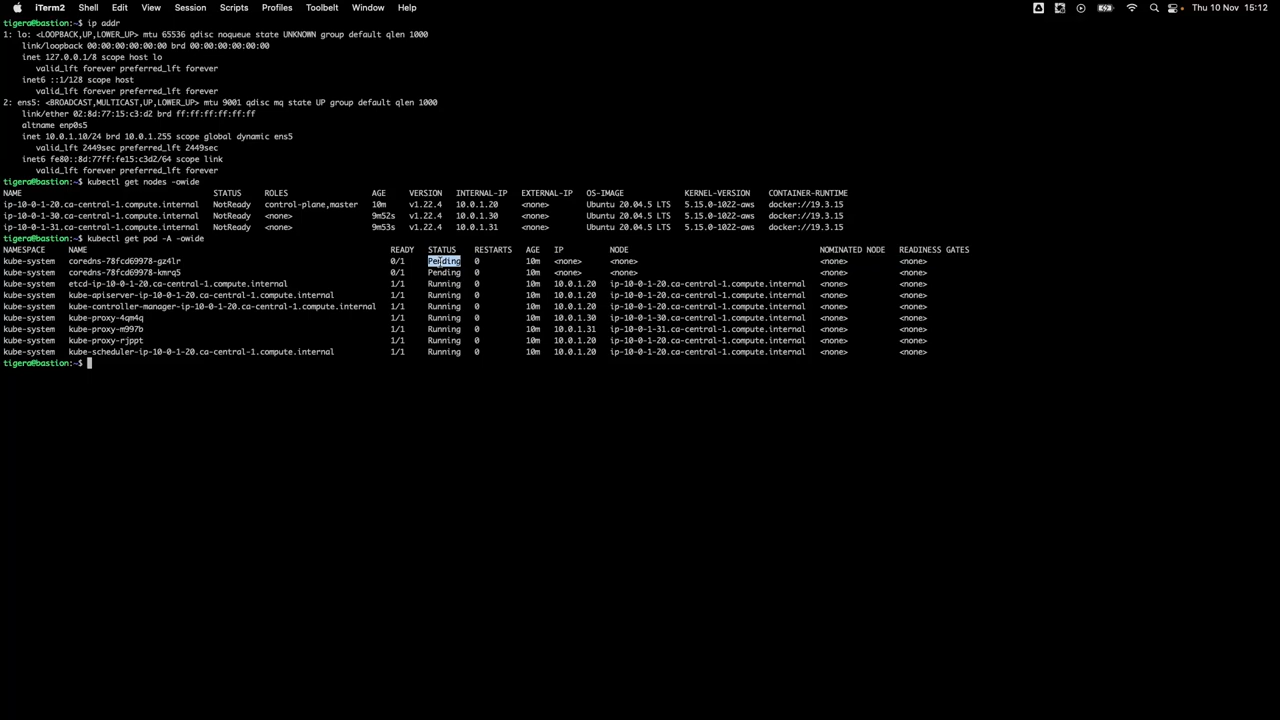 iTerm2 Shell Edit View Session Scripts Profiles Toolbelt Window Help Thu 10 Nov 15:12
tigera@bastion:~$ ip addr
1: lo: <LOOPBACK,UP,LOWER_UP> mtu 65536 qdisc noqueue state UNKNOWN group default qlen 1000
link/loopback 00:00:00:00:00:00 brd 00:00:00:00:00:00
inet 127.0.0.1/8 scope host lo
valid_lft forever preferred_lft forever
inet6 ::1/128 scope host
valid_lft forever preferred_lft forever
2: ens5: <BROADCAST,MULTICAST,UP,LOWER_UP> mtu 9001 qdisc mq state UP group default qlen 1000
link/ether 02:8d:77:15:c3:d2 brd ff:ff:ff:ff:ff:ff
altname enp0s5
inet 10.0.1.10/24 brd 10.0.1.255 scope global dynamic ens5
valid_lft 2449sec preferred_lft 2449sec
inet6 fe80::8d:77ff:fe15:c3d2/64 scope link
valid_lft forever preferred_lft forever
tigera@bastion:~$ kubectl get nodes -owide
NAME STATUS ROLES AGE VERSION INTERNAL-IP EXTERNAL-IP OS-IMAGE KERNEL-VERSION CONTAINER-RUNTIME
ip-10-0-1-20.ca-central-1.compute.internal NotReady control-plane,master 10m v1.22.4 10.0.1.20 <none> Ubuntu 20.04.5 LTS 5.15.0-1022-aws docker://19.3.15
ip-10-0-1-30.ca-central-1.compute.internal NotReady <none> 9m52s v1.22.4 10.0.1.30 <none> Ubuntu 20.04.5 LTS 5.15.0-1022-aws docker://19.3.15
ip-10-0-1-31.ca-central-1.compute.internal NotReady <none> 9m53s v1.22.4 10.0.1.31 <none> Ubuntu 20.04.5 LTS 5.15.0-1022-aws docker://19.3.15
tigera@bastion:~$ kubectl get pod -A -owide
NAMESPACE NAME READY STATUS RESTARTS AGE IP NODE NOMINATED NODE READINESS GATES
kube-system coredns-78fcd69978-gz4lr 0/1 Pending 0 10m <none> <none> <none> <none>
kube-system coredns-78fcd69978-kmrq5 0/1 Pending 0 10m <none> <none> <none> <none>
kube-system etcd-ip-10-0-1-20.ca-central-1.compute.internal 1/1 Running 0 10m 10.0.1.20 ip-10-0-1-20.ca-central-1.compute.internal <none> <none>
kube-system kube-apiserver-ip-10-0-1-20.ca-central-1.compute.internal 1/1 Running 0 10m 10.0.1.20 ip-10-0-1-20.ca-central-1.compute.internal <none> <none>
kube-system kube-controller-manager-ip-10-0-1-20.ca-central-1.compute.internal 1/1 Running 0 10m 10.0.1.20 ip-10-0-1-20.ca-central-1.compute.internal <none> <none>
kube-system kube-proxy-4qm4q 1/1 Running 0 10m 10.0.1.30 ip-10-0-1-30.ca-central-1.compute.internal <none> <none>
kube-system kube-proxy-m997b 1/1 Running 0 10m 10.0.1.31 ip-10-0-1-31.ca-central-1.compute.internal <none> <none>
kube-system kube-proxy-rjppt 1/1 Running 0 10m 10.0.1.20 ip-10-0-1-20.ca-central-1.compute.internal <none> <none>
kube-system kube-scheduler-ip-10-0-1-20.ca-central-1.compute.internal 1/1 Running 0 10m 10.0.1.20 ip-10-0-1-20.ca-central-1.compute.internal <none> <none>
tigera@bastion:~$